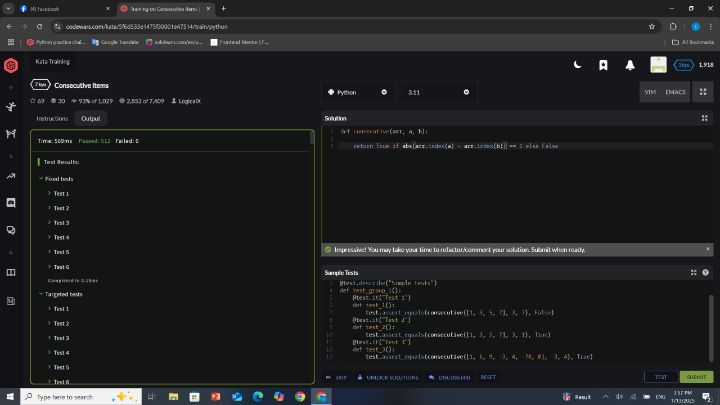 (4) Facebook
Training on Consecutive items |
codewars.com/kata/5f6d533e1475f30001e47514/train/python
Python practice chal...
Google Translate
Frontend Mentor | F...
All Bookmarks
Kata Training
1,918
7 kyu
Consecutive items
69
30
93% of 1,029
2,852 of 7,409
LogicalX
Python
3.11
VIM
EMACS
Instructions
Output
Solution
Time: 569ms Passed: 512 Failed: 0
Test Results:
Fixed tests
Test 1
Test 2
Test 3
Test 4
Test 5
Test 6
Completed in 0.15ms
Targeted tests
Test 1
Test 2
Test 3
Test 4
Test 5
Test 6
1 def consecutive(arr, a, b):
2
3 return True if abs(arr.index(a) - arr.index(b)) == 1 else False
Impressive! You may take your time to refactor/comment your solution. Submit when ready.
Sample Tests
3 @test.describe("Simple tests")
4 def test_group_1():
5 @test.it("Test 1")
6 def test_1():
7 test.assert_equals(consecutive([1, 3, 5, 7], 3, 7), False)
8 @test.it("Test 2")
9 def test_2():
10 test.assert_equals(consecutive([1, 3, 5, 7], 3, 1), True)
11 @test.it("Test 3")
12 def test_3():
13 test.assert_equals(consecutive([1, 6, 9, -3, 4, -78, 0], -3, 4), True)
SKIP
UNLOCK SOLUTIONS
DISCUSS (44)
RESET
TEST
SUBMIT
Type here to search
Result
ENG
3:57 PM
1/13/2025